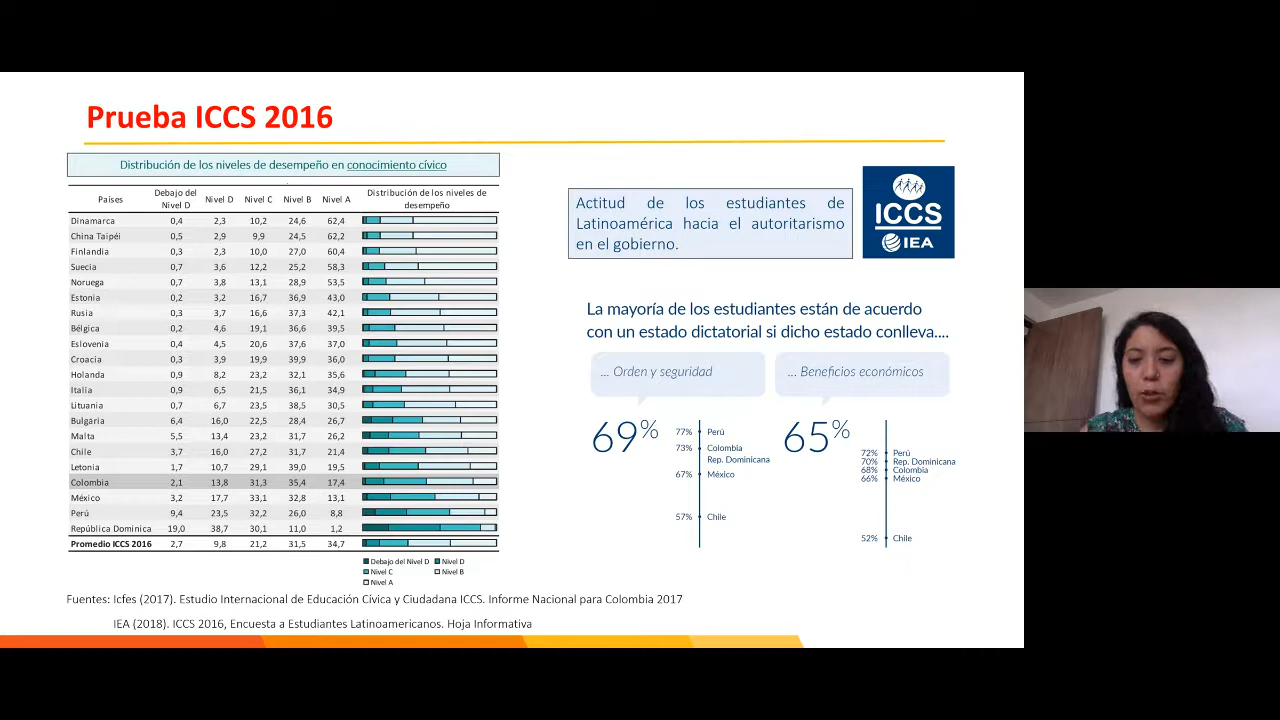 Prueba ICCS 2016
Distribución de los niveles de desempeño en conocimiento cívico
Países Debajo del Nivel D Nivel D Nivel C Nivel B Nivel A Distribución de los niveles de desempeño
Dinamarca 0,4 2,3 10,2 24,6 62,4
China Taipéi 0,5 2,9 9,9 24,5 62,2
Finlandia 0,3 2,3 10,0 27,0 60,4
Suecia 0,7 3,6 12,2 25,2 58,3
Noruega 0,7 3,8 13,1 28,9 53,5
Estonia 0,2 3,2 16,7 36,9 43,0
Rusia 0,3 3,7 16,6 37,3 42,1
Bélgica 0,2 4,6 19,1 36,6 39,5
Eslovenia 0,4 4,5 20,6 37,6 37,0
Croacia 0,3 3,9 19,9 39,9 36,0
Holanda 0,9 8,2 23,2 32,1 35,6
Italia 0,9 6,5 21,5 36,1 34,9
Lituania 0,7 6,7 23,5 38,5 30,5
Bulgaria 6,4 16,0 22,5 28,4 26,7
Malta 5,5 13,4 23,2 31,7 26,2
Chile 3,7 16,0 27,2 31,7 21,4
Letonia 1,7 10,7 29,1 39,0 19,5
Colombia 2,1 13,8 31,3 35,4 17,4
México 3,2 17,7 33,1 32,8 13,1
Perú 9,4 23,5 32,2 26,0 8,8
República Dominica 19,0 38,7 30,1 11,0 1,2
Promedio ICCS 2016 2,7 9,8 21,2 31,5 34,7
Debajo del Nivel D Nivel D
Nivel C Nivel B
Nivel A
Actitud de los estudiantes de
Latinoamérica hacia el autoritarismo
en el gobierno.
ICCS
IEA
La mayoría de los estudiantes están de acuerdo
con un estado dictatorial si dicho estado conlleva....
... Orden y seguridad
69%
77% Perú
73% Colombia
Rep. Dominicana
67% México
57% Chile
... Beneficios económicos
65%
72% Perú
70% Rep. Dominicana
68% Colombia
66% México
52% Chile
Fuentes: Icfes (2017). Estudio Internacional de Educación Cívica y Ciudadana ICCS. Informe Nacional para Colombia 2017
IEA (2018). ICCS 2016, Encuesta a Estudiantes Latinoamericanos. Hoja Informativa